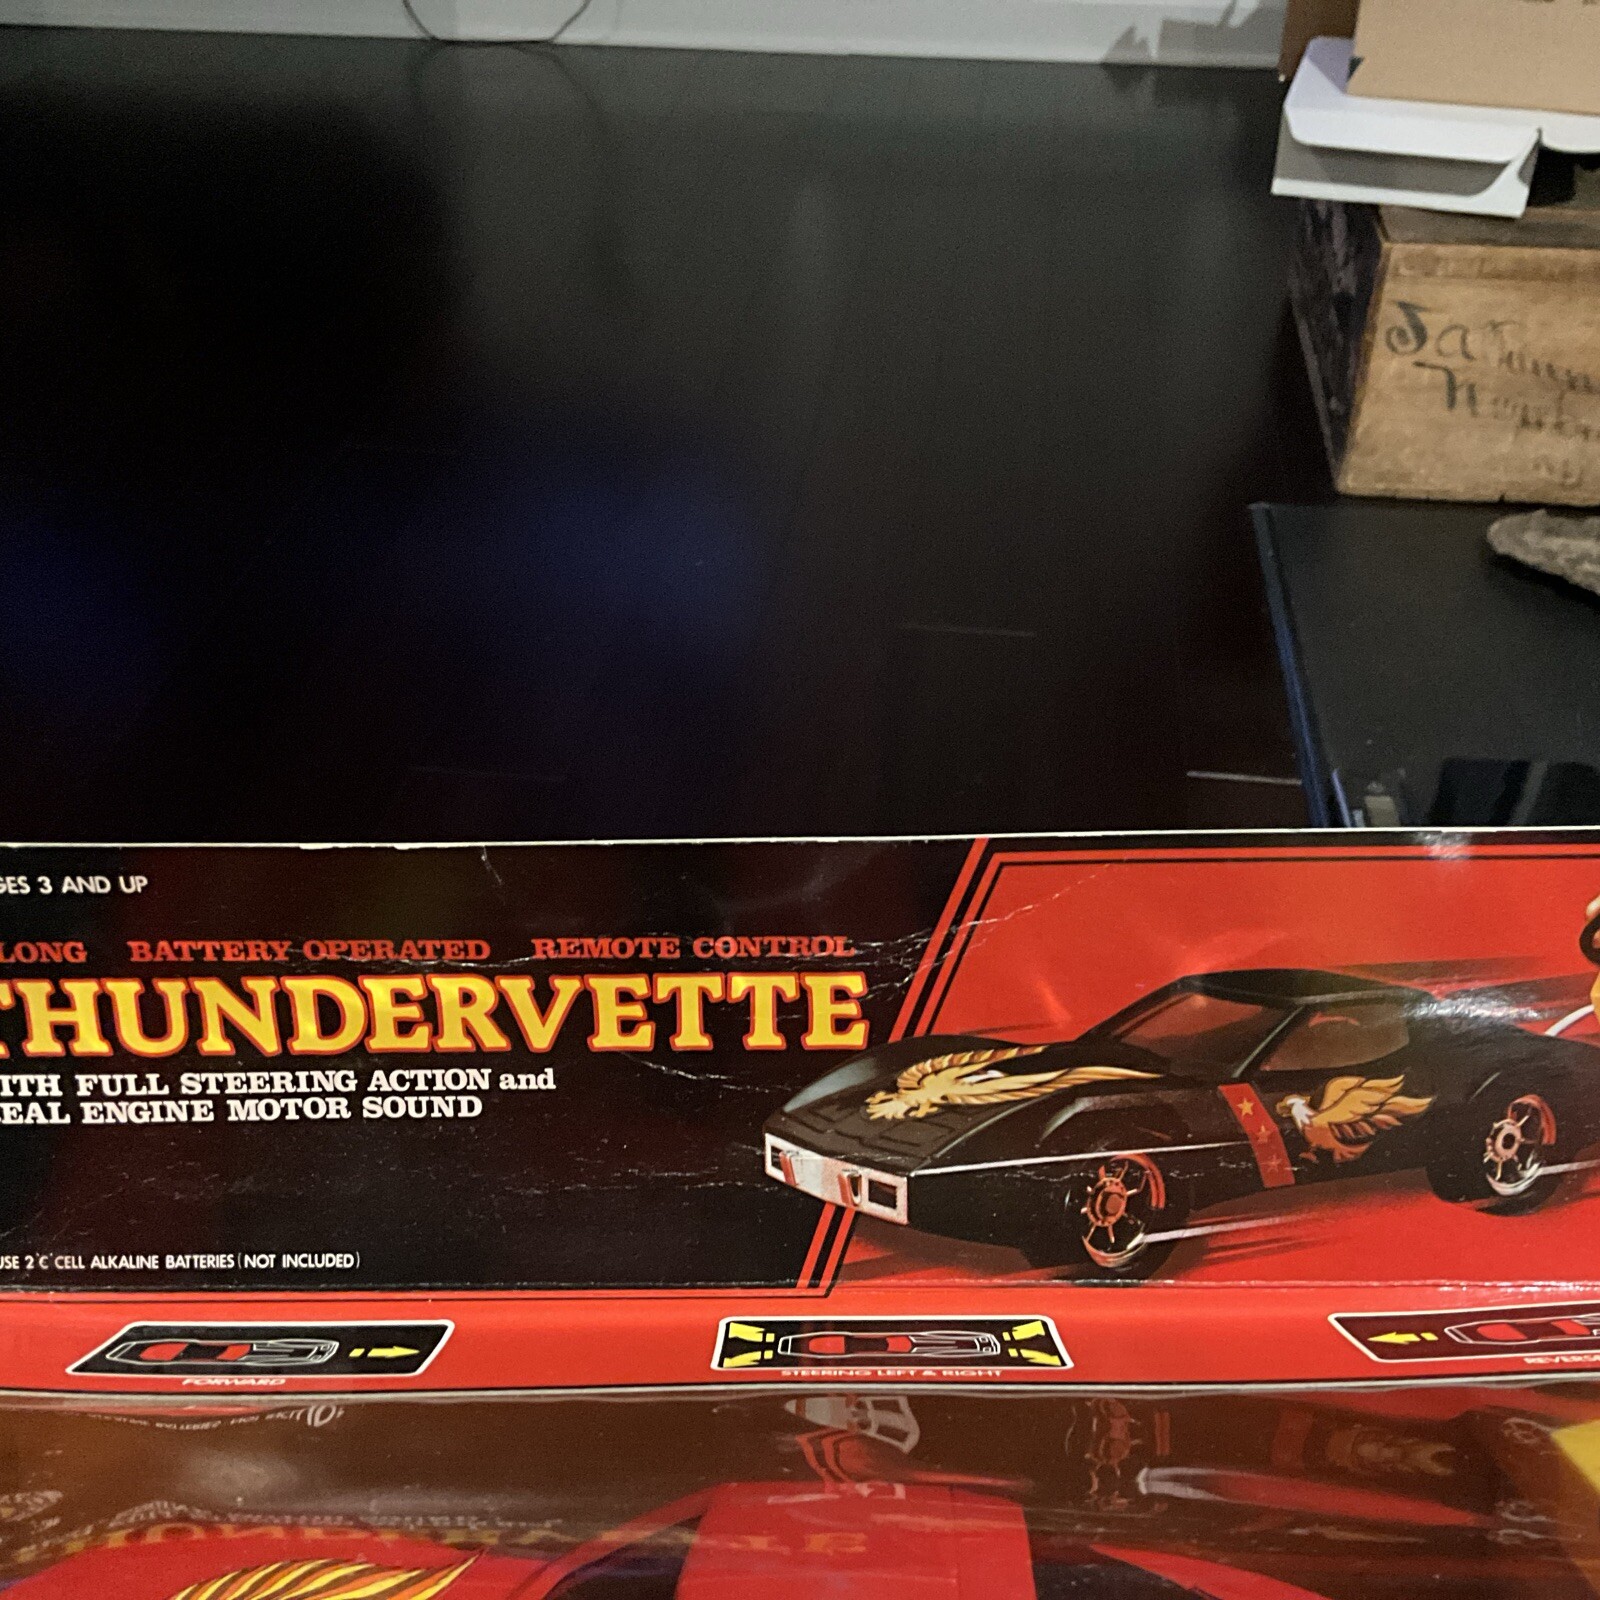 GES 3 AND UP
LONG BATTERY OPERATED REMOTE CONTROL
THUNDERVETTE
ITH FULL STEERING ACTION and
EAL ENGINE MOTOR SOUND
USE 2 "C" CELL ALKALINE BATTERIES (NOT INCLUDED)
FORWARD
STEERING LEFT & RIGHT
REVERS